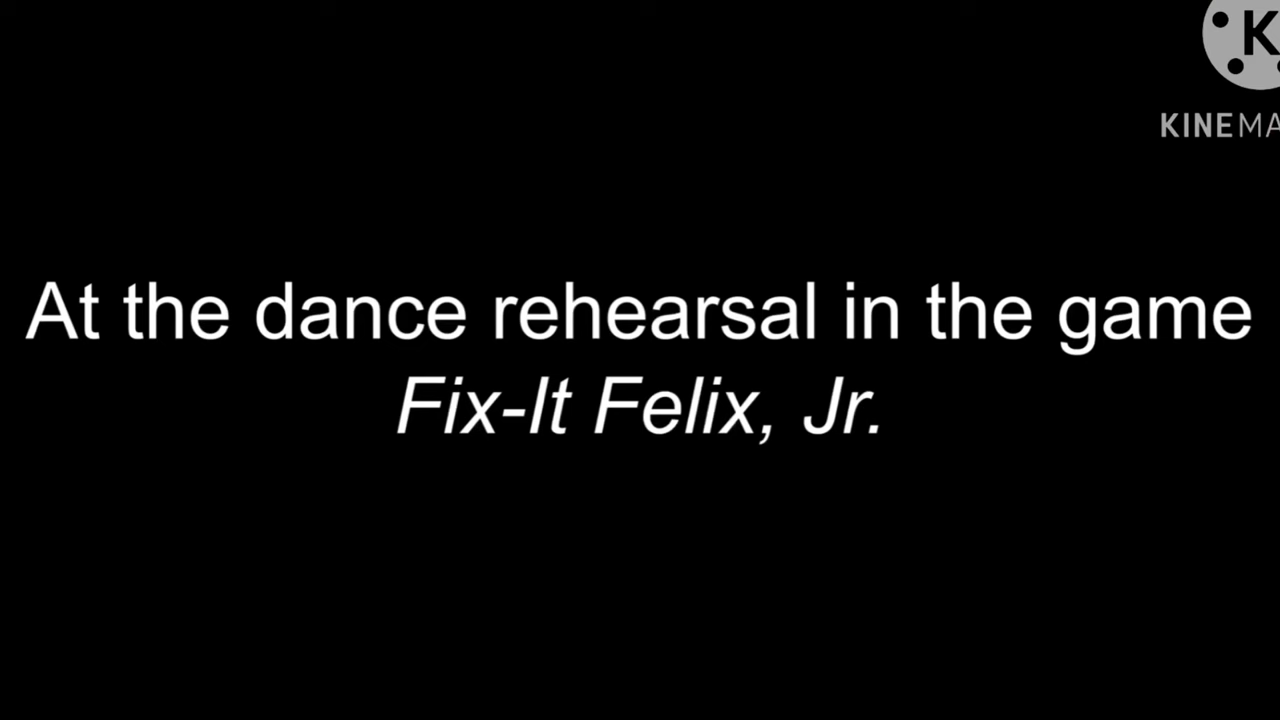 K
KINEMA
At the dance rehearsal in the game
Fix-It Felix, Jr.